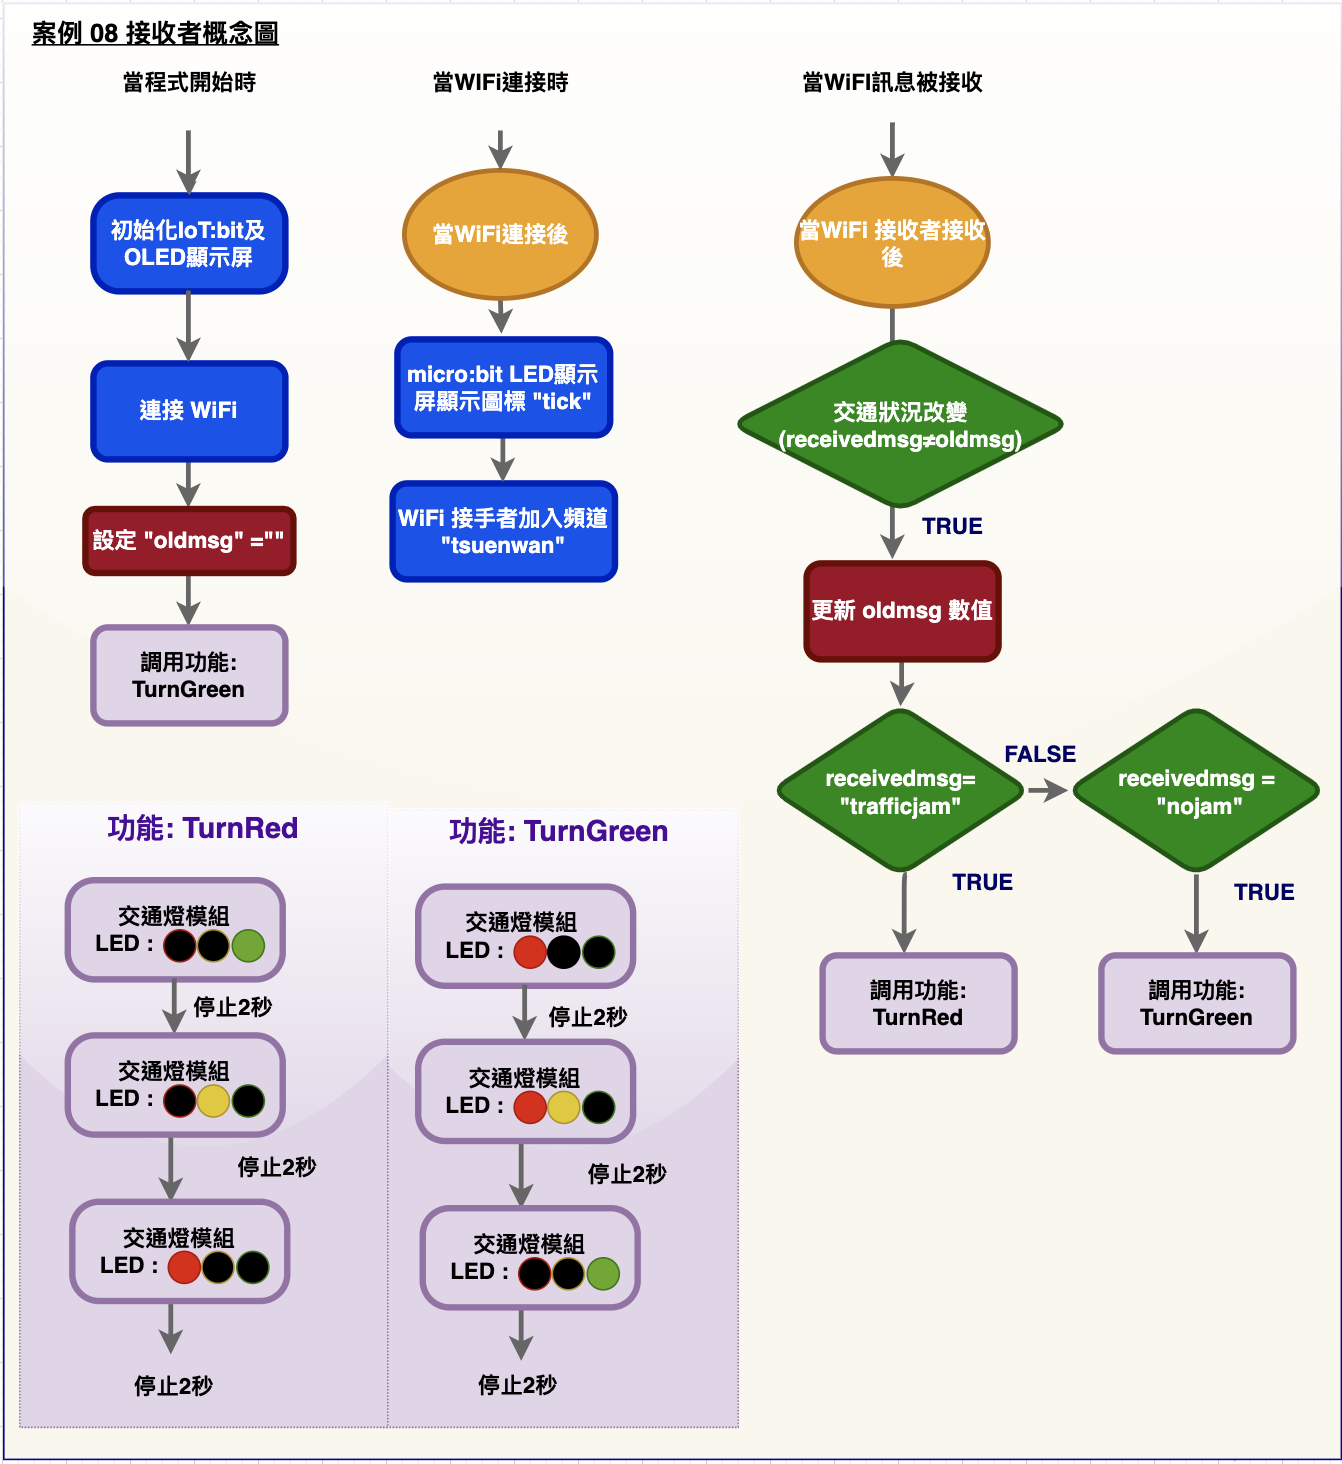 案例 08 接收者概念圖
當程式開始時
初始化IoT:bit及
OLED顯示屏
連接 WiFi
設定 "oldmsg" =""
調用功能:
TurnGreen
當WIFi連接時
當WiFi連接後
micro:bit LED顯示
屏顯示圖標 "tick"
WiFi 接手者加入頻道
"tsuenwan"
當WiFI訊息被接收
當WiFi 接收者接收
後
交通狀況改變
(receivedmsg≠oldmsg)
TRUE
更新 oldmsg 數值
receivedmsg=
"trafficjam"
FALSE
receivedmsg =
"nojam"
TRUE
TRUE
調用功能:
TurnRed
調用功能:
TurnGreen
功能: TurnRed
交通燈模組
LED :
停止2秒
交通燈模組
LED :
停止2秒
交通燈模組
LED :
停止2秒
功能: TurnGreen
交通燈模組
LED :
停止2秒
交通燈模組
LED :
停止2秒
交通燈模組
LED :
停止2秒